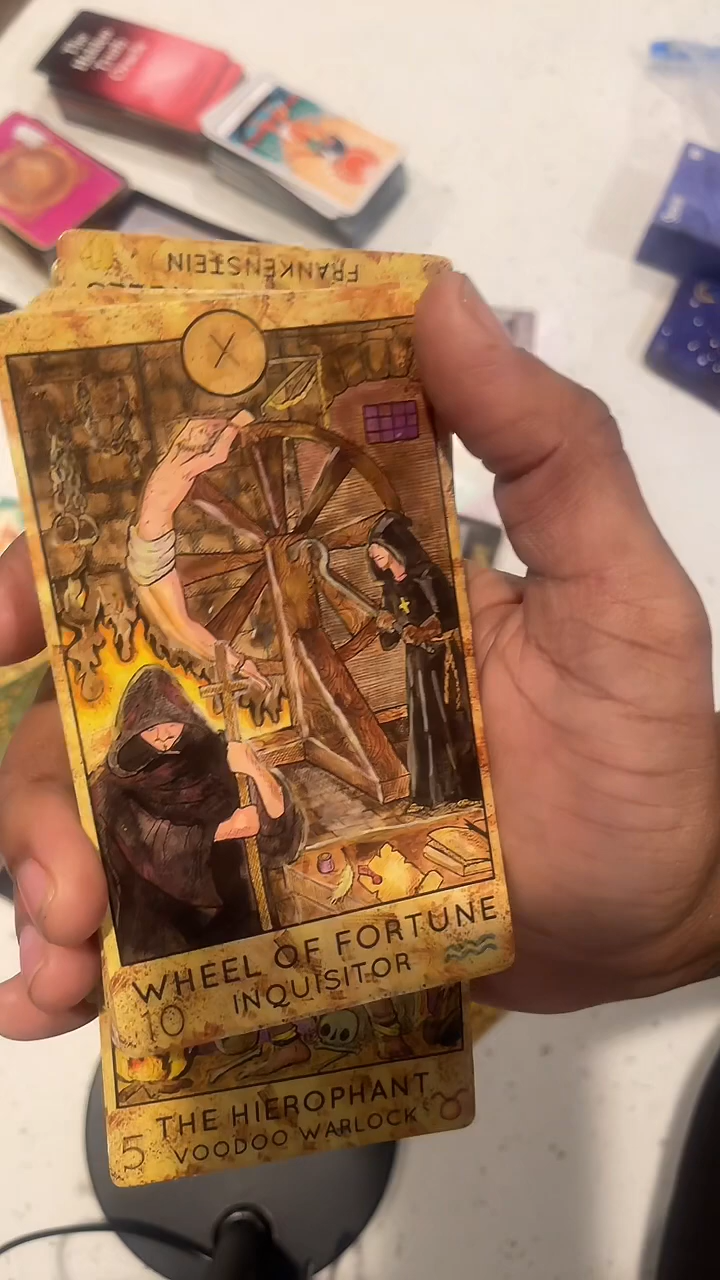 FRANKENSTEIN
X
WHEEL OF FORTUNE
INQUISITOR
10
THE HIEROPHANT
VOODOO WARLOCK
5